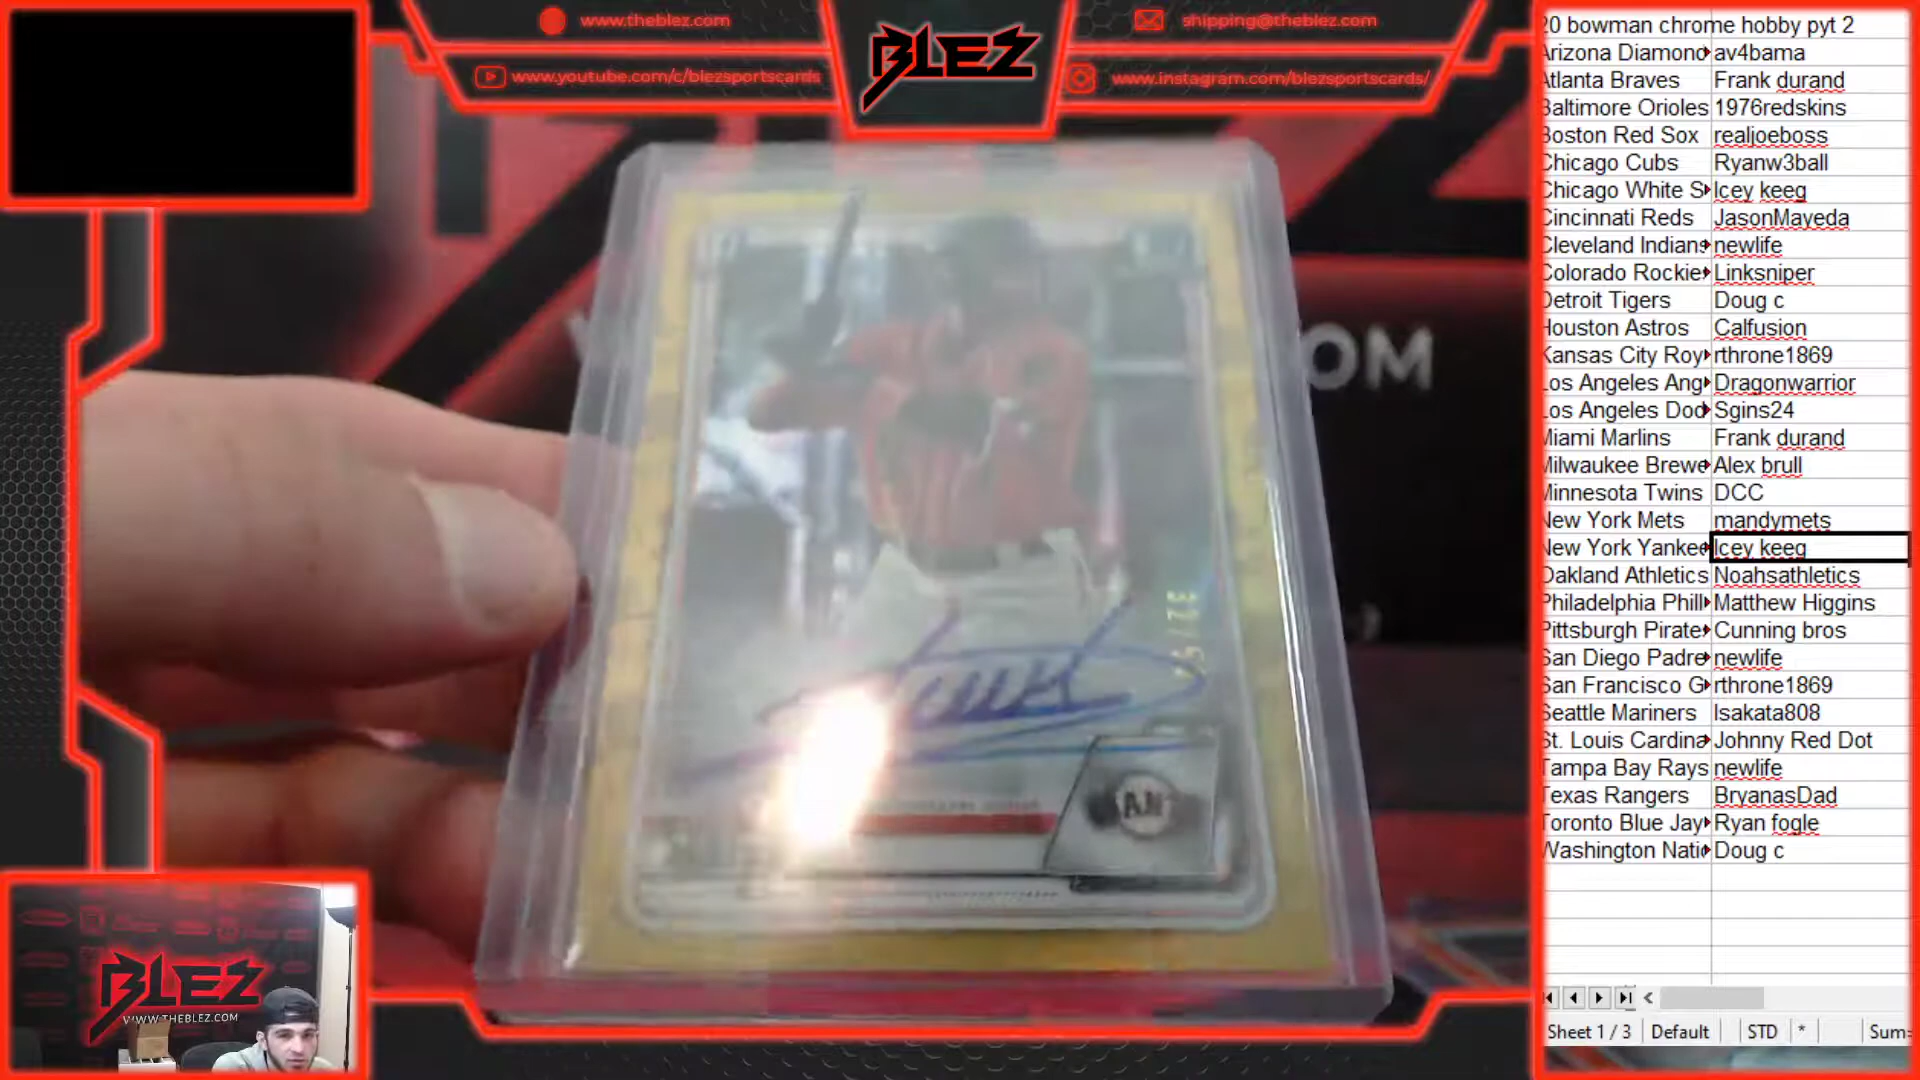 www.theblez.com
BLEZ
shipping@theblez.com
www.youtube.com/c/blezsportscards
www.instagram.com/blezsportscards/
20 bowman chrome hobby pyt 2
Arizona Diamond av4bama
Atlanta Braves Frank durand
Baltimore Orioles 1976redskins
Boston Red Sox realjoeboss
Chicago Cubs Ryanw3ball
Chicago White S Icey keeg
Cincinnati Reds JasonMayeda
Cleveland Indians newlife
Colorado Rockie Linksniper
Detroit Tigers Doug c
Houston Astros Calfusion
Kansas City Roy rthrone1869
Los Angeles Ang Dragonwarrior
Los Angeles Dod Sgins24
Miami Marlins Frank durand
Milwaukee Brewe Alex brull
Minnesota Twins DCC
New York Mets mandymets
New York Yankee Icey keeg
Oakland Athletics Noahsathletics
Philadelphia Phill Matthew Higgins
Pittsburgh Pirate Cunning bros
San Diego Padre newlife
San Francisco G rthrone1869
Seattle Mariners lsakata808
St. Louis Cardina Johnny Red Dot
Tampa Bay Rays newlife
Texas Rangers BryanasDad
Toronto Blue Jay Ryan fogle
Washington Nati Doug c
Sheet 1 / 3 Default STD * Sum=
OM
BLEZ
WWW.THEBLEZ.COM